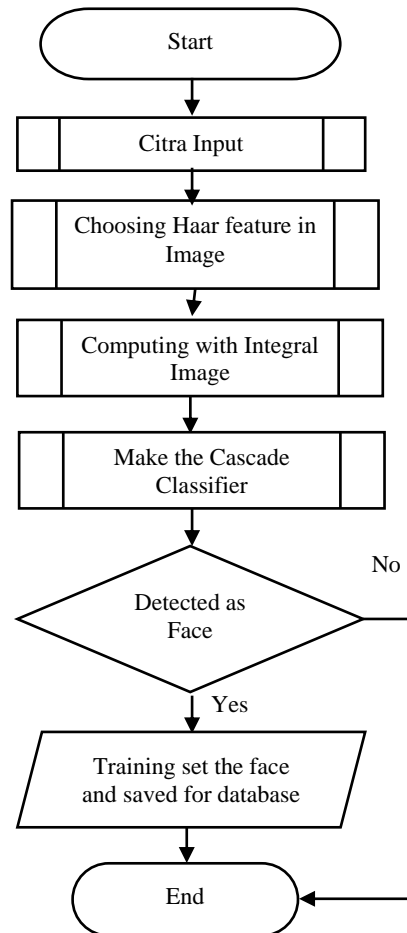 Start
Citra Input
Choosing Haar feature in
Image
Computing with Integral
Image
Make the Cascade
Classifier
No
Detected as
Face
Yes
Training set the face
and saved for database
End